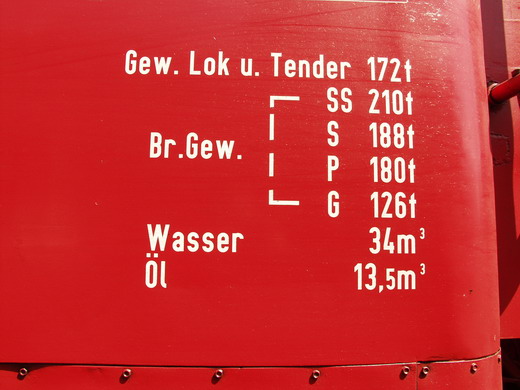 Gew. Lok u. Tender 172t
SS 210t
S 188t
Br.Gew.
P 180t
G 126t
Wasser 34m³
Öl 13,5m³